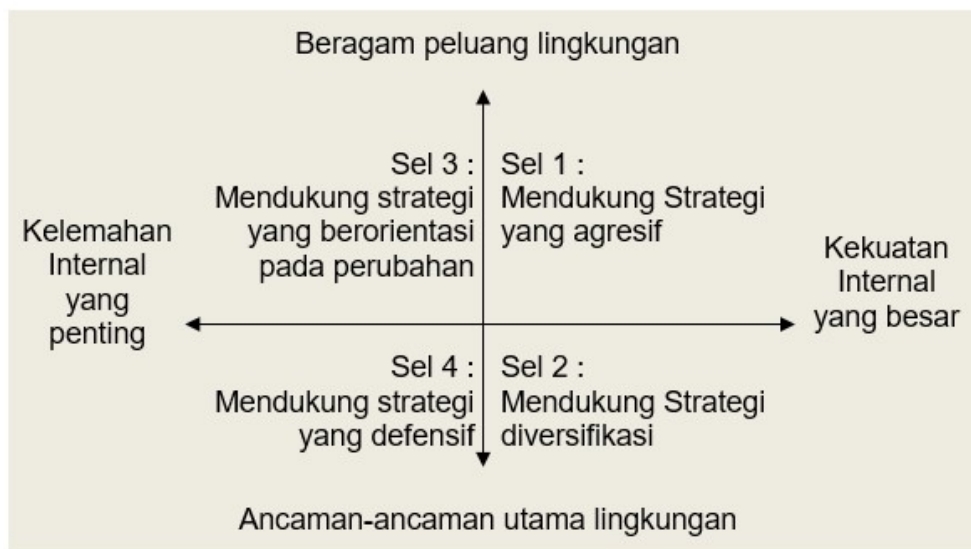 Beragam peluang lingkungan
Sel 3 :
Mendukung strategi
yang berorientasi
pada perubahan
Sel 1 :
Mendukung Strategi
yang agresif
Kelemahan
Internal
yang
penting
Kekuatan
Internal
yang besar
Sel 4 :
Mendukung strategi
yang defensif
Sel 2 :
Mendukung Strategi
diversifikasi
Ancaman-ancaman utama lingkungan